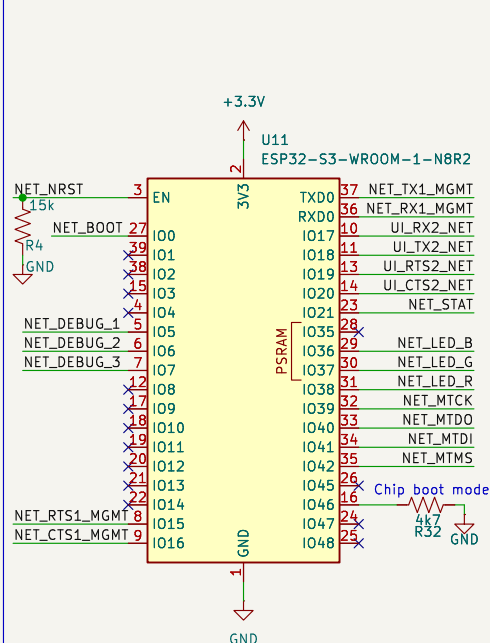 +3.3V
U11
ESP32-S3-WROOM-1-N8R2
2
3V3
NET_NRST 3 EN TXD0 37 NET_TX1_MGMT
15k
R4
GND
RXD0 36 NET_RX1_MGMT
NET_BOOT 27 IO0 IO17 10 UI_RX2_NET
39 IO1 IO18 11 UI_TX2_NET
38 IO2 IO19 13 UI_RTS2_NET
15 IO3 IO20 14 UI_CTS2_NET
4 IO4 IO21 23 NET_STAT
NET_DEBUG_1 5 IO5 IO35 28
NET_DEBUG_2 6 IO6 IO36 29 NET_LED_B
NET_DEBUG_3 7 IO7 IO37 30 NET_LED_G
PSRAM
12 IO8 IO38 31 NET_LED_R
17 IO9 IO39 32 NET_MTCK
18 IO10 IO40 33 NET_MTDO
19 IO11 IO41 34 NET_MTDI
20 IO12 IO42 35 NET_MTMS
21 IO13 IO45 26
Chip boot mode
22 IO14 IO46 16
4k7
R32
GND
NET_RTS1_MGMT 8 IO15 IO47 24
NET_CTS1_MGMT 9 IO16 IO48 25
GND
1
GND